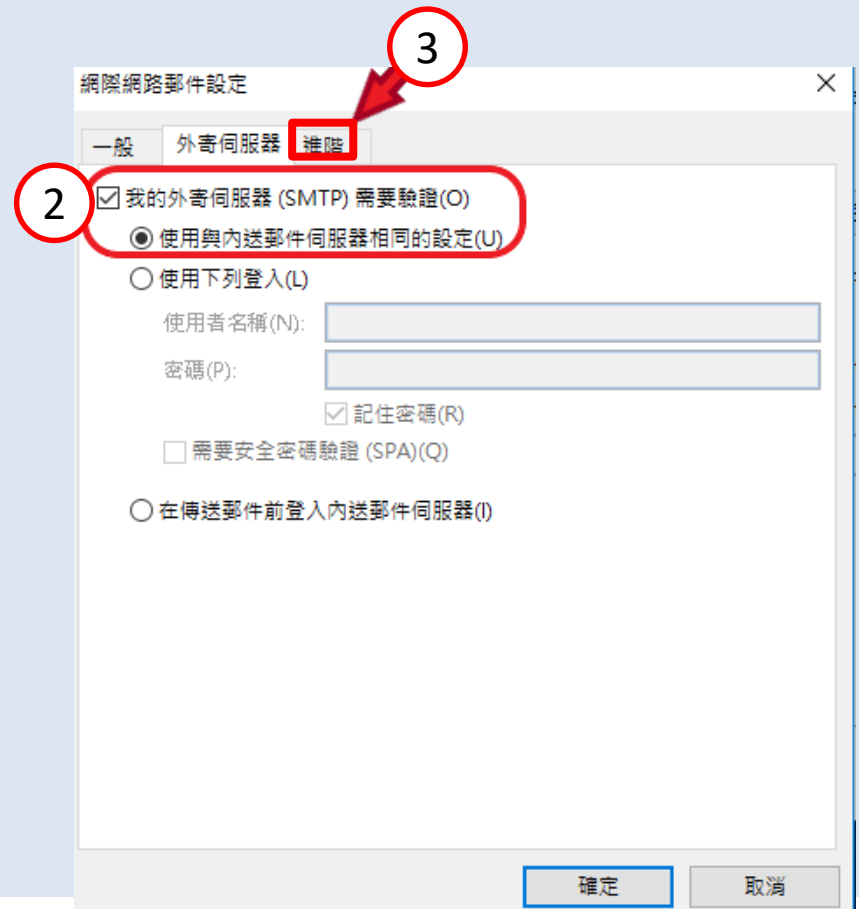 3
網際網路郵件設定
一般 外寄伺服器 進階
2
我的外寄伺服器 (SMTP) 需要驗證(O)
使用與內送郵件伺服器相同的設定(U)
使用下列登入(L)
使用者名稱(N):
密碼(P):
記住密碼(R)
需要安全密碼驗證 (SPA)(Q)
在傳送郵件前登入內送郵件伺服器(I)
確定 取消